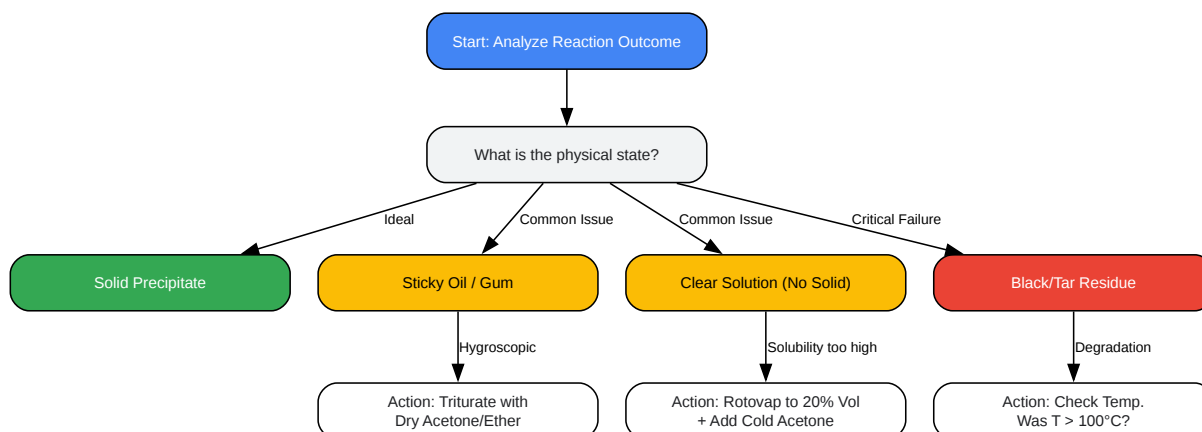 Start: Analyze Reaction Outcome
What is the physical state?
Ideal
Common Issue
Common Issue
Critical Failure
Solid Precipitate
Sticky Oil / Gum
Clear Solution (No Solid)
Black/Tar Residue
Hygroscopic
Solubility too high
Degradation
Action: Triturate with
Dry Acetone/Ether
Action: Rotovap to 20% Vol
+ Add Cold Acetone
Action: Check Temp.
Was T > 100°C?